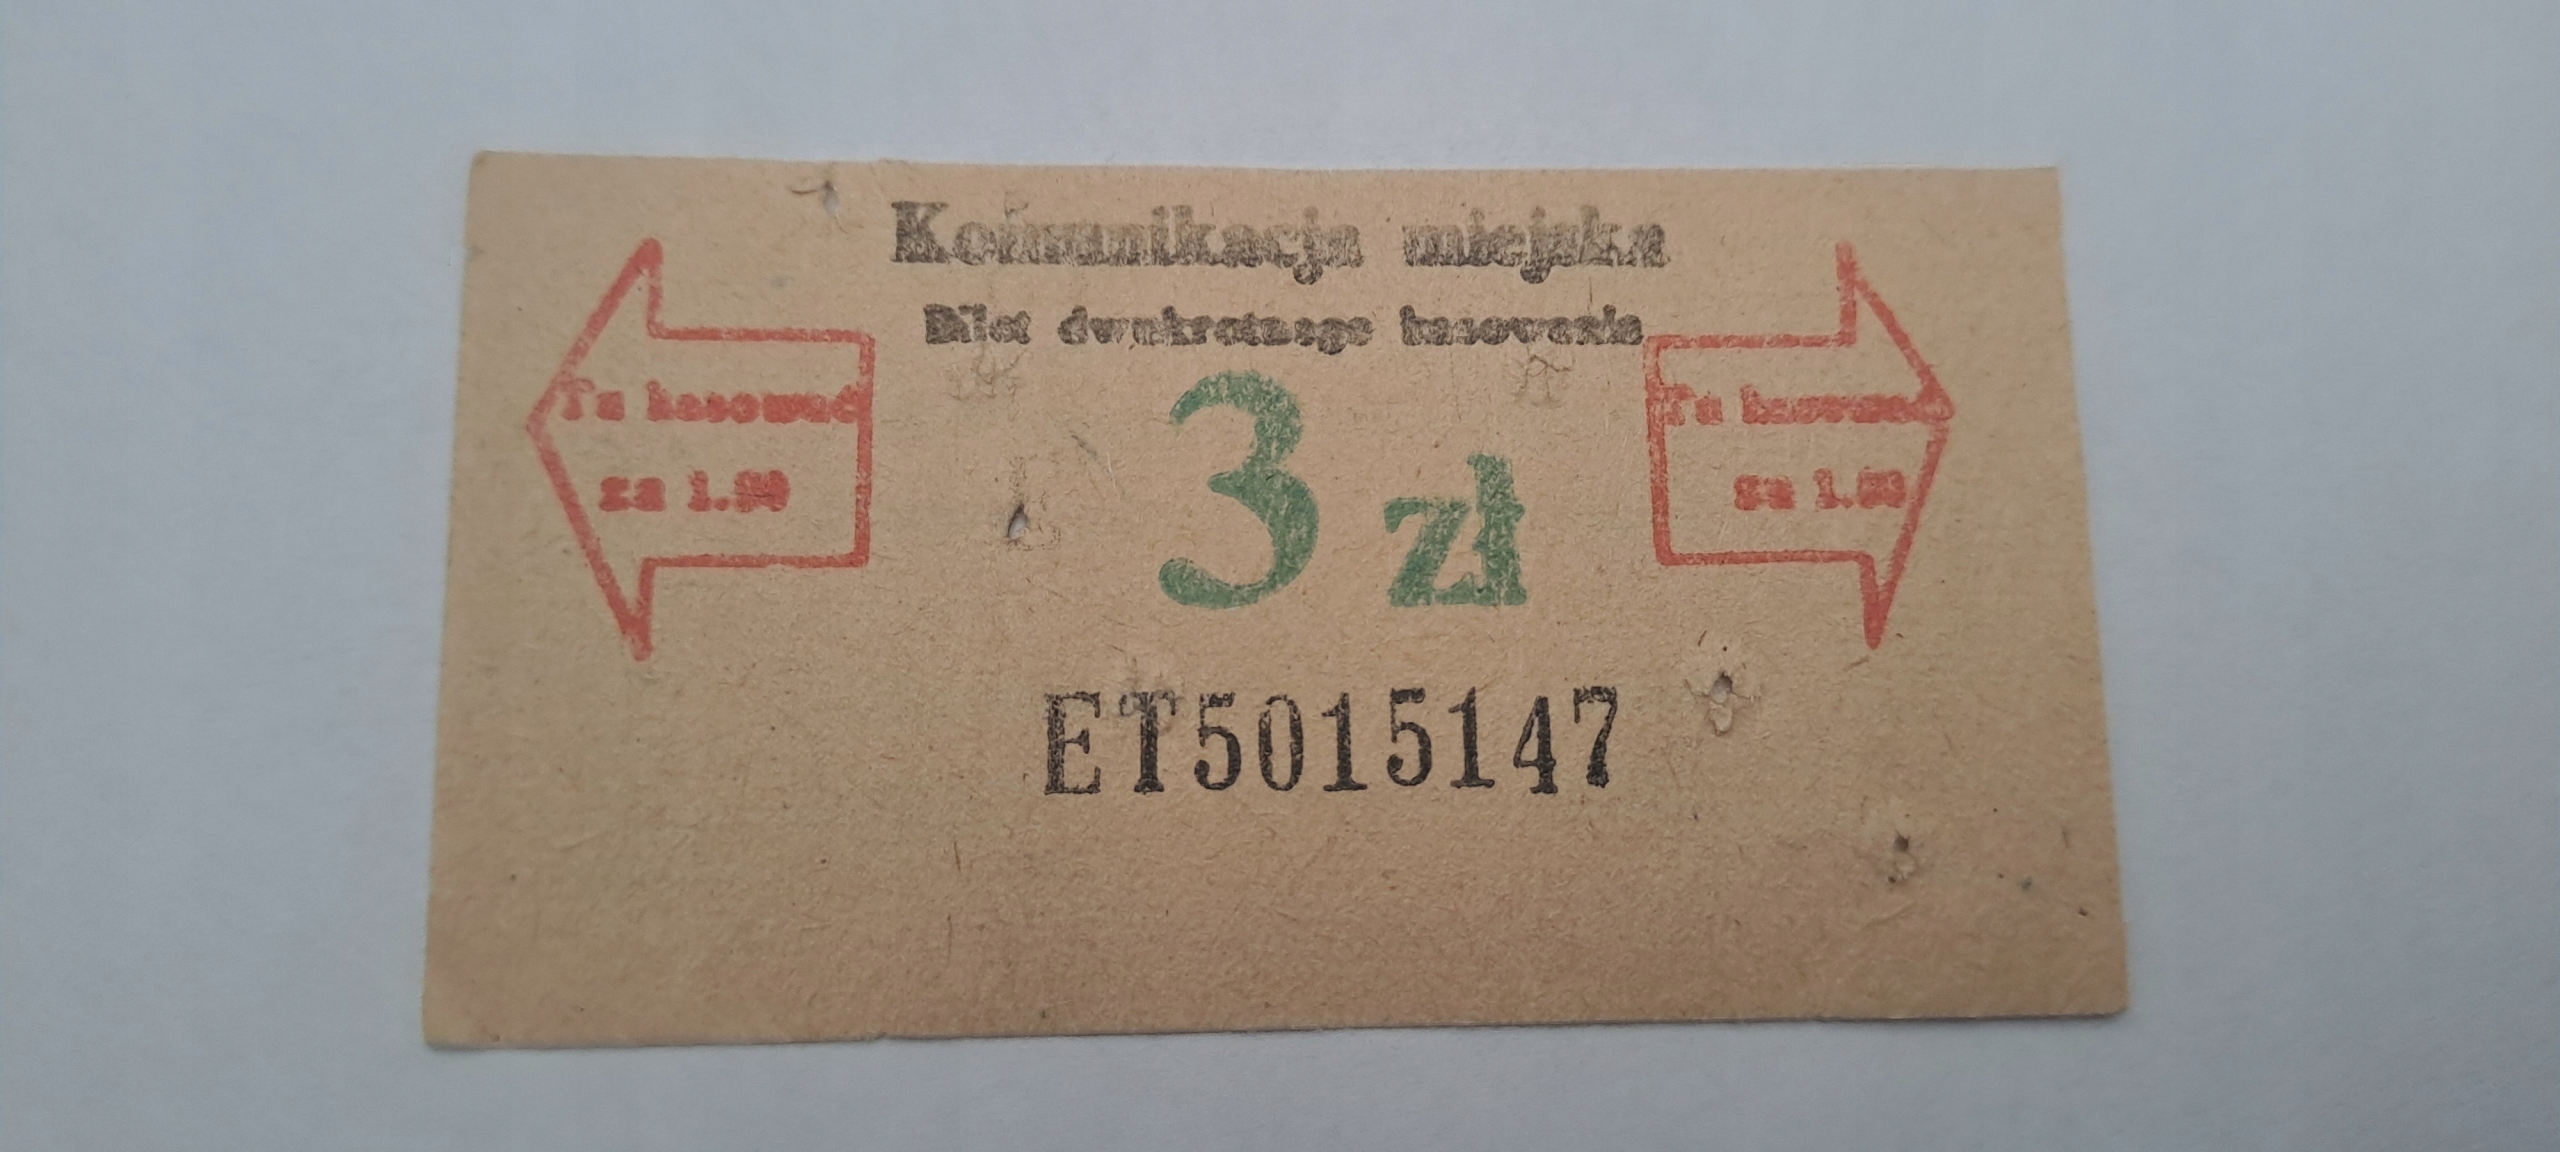 Komunikacja miejska
Bilet dwukrotnego kasowania
Tu kasować
za 1.50
3 zł
Tu kasować
za 1.50
ET5015147